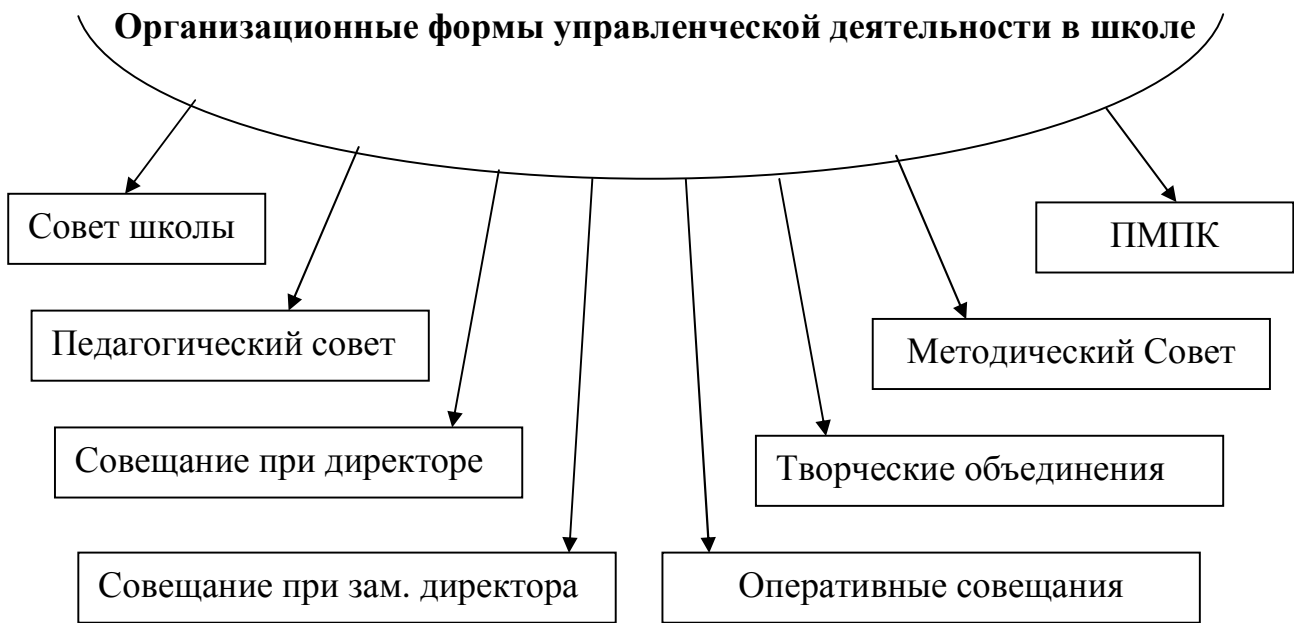 Организационные формы управленческой деятельности в школе
Совет школы
ПМПК
Педагогический совет
Методический Совет
Совещание при директоре
Творческие объединения
Совещание при зам. директора
Оперативные совещания